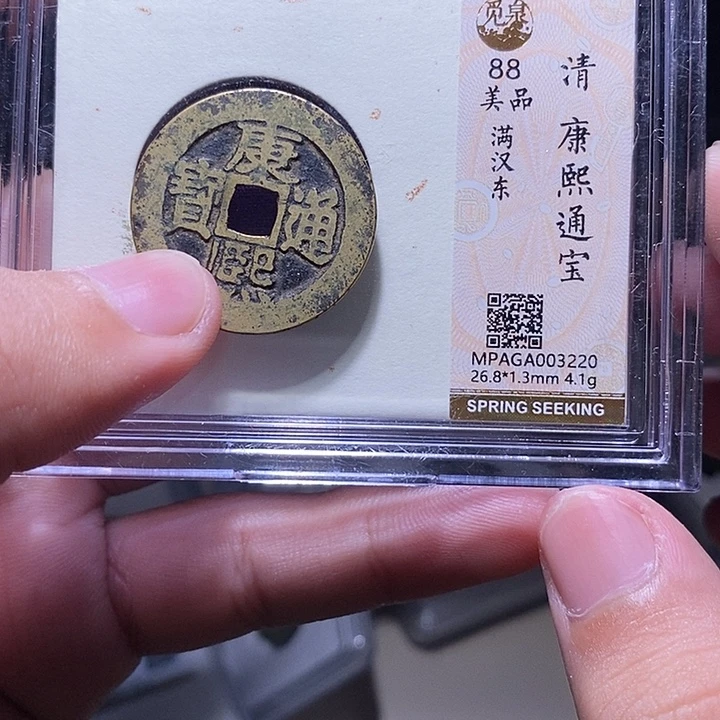 康熙通寳
觅泉
88
美品
满汉东
清 康熙通宝
MPAGA003220
26.8*1.3mm 4.1g
SPRING SEEKING